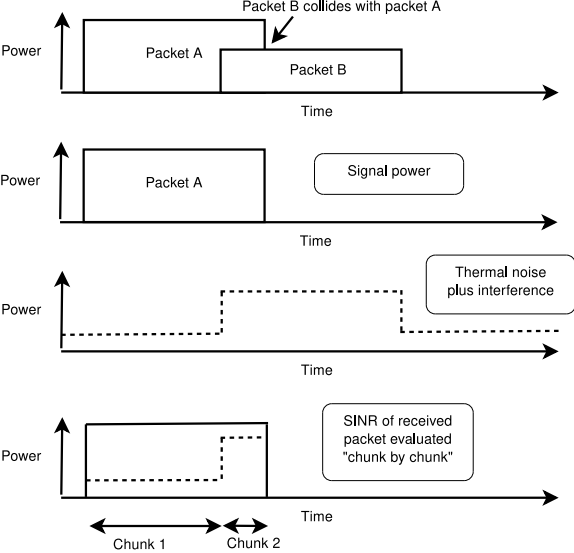 Packet B collides with packet A
Power
Packet A
Packet B
Time
Power
Packet A
Signal power
Time
Thermal noise
plus interference
Power
Time
SINR of received
packet evaluated
"chunk by chunk"
Power
Time
Chunk 1
Chunk 2